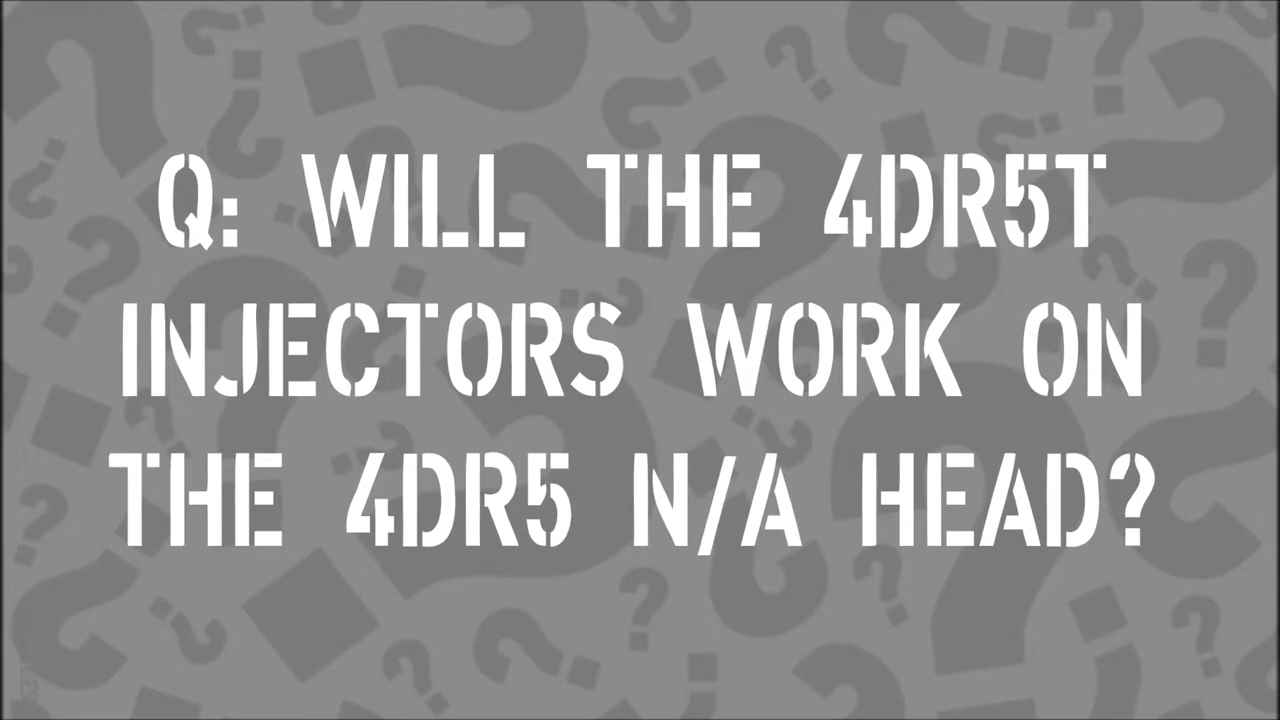 Q: WILL THE 4DR5T
INJECTORS WORK ON
THE 4DR5 N/A HEAD?